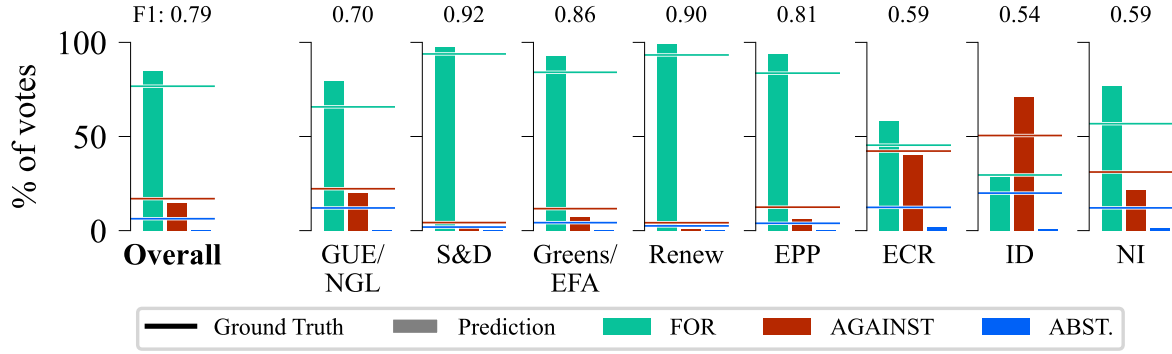 F1: 0.79 0.70 0.92 0.86 0.90 0.81 0.59 0.54 0.59
100
50
0
% of votes
Overall GUE/ S&D Greens/ Renew EPP ECR ID NI
NGL EFA
Ground Truth Prediction FOR AGAINST ABST.